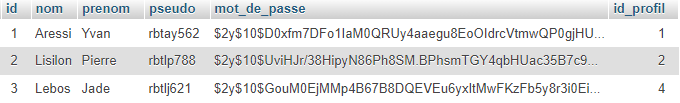 id nom prenom pseudo mot_de_passe id_profil
1 Aressi Yvan rbtay562 $2y$10$D0xfm7DFo1IaM0QRUy4aaegu8EoOIdrcVtmwQP0gjHU... 1
2 Lisilon Pierre rbtlp788 $2y$10$UviHJr/38HipyN86Ph8SM.BPhsmTGY4qbHUac35B7c9... 2
3 Lebos Jade rbtlj621 $2y$10$GouM0EjMMp4B67B8DQEVEu6yxltMwFKzFb5y8r3i0Ei... 4